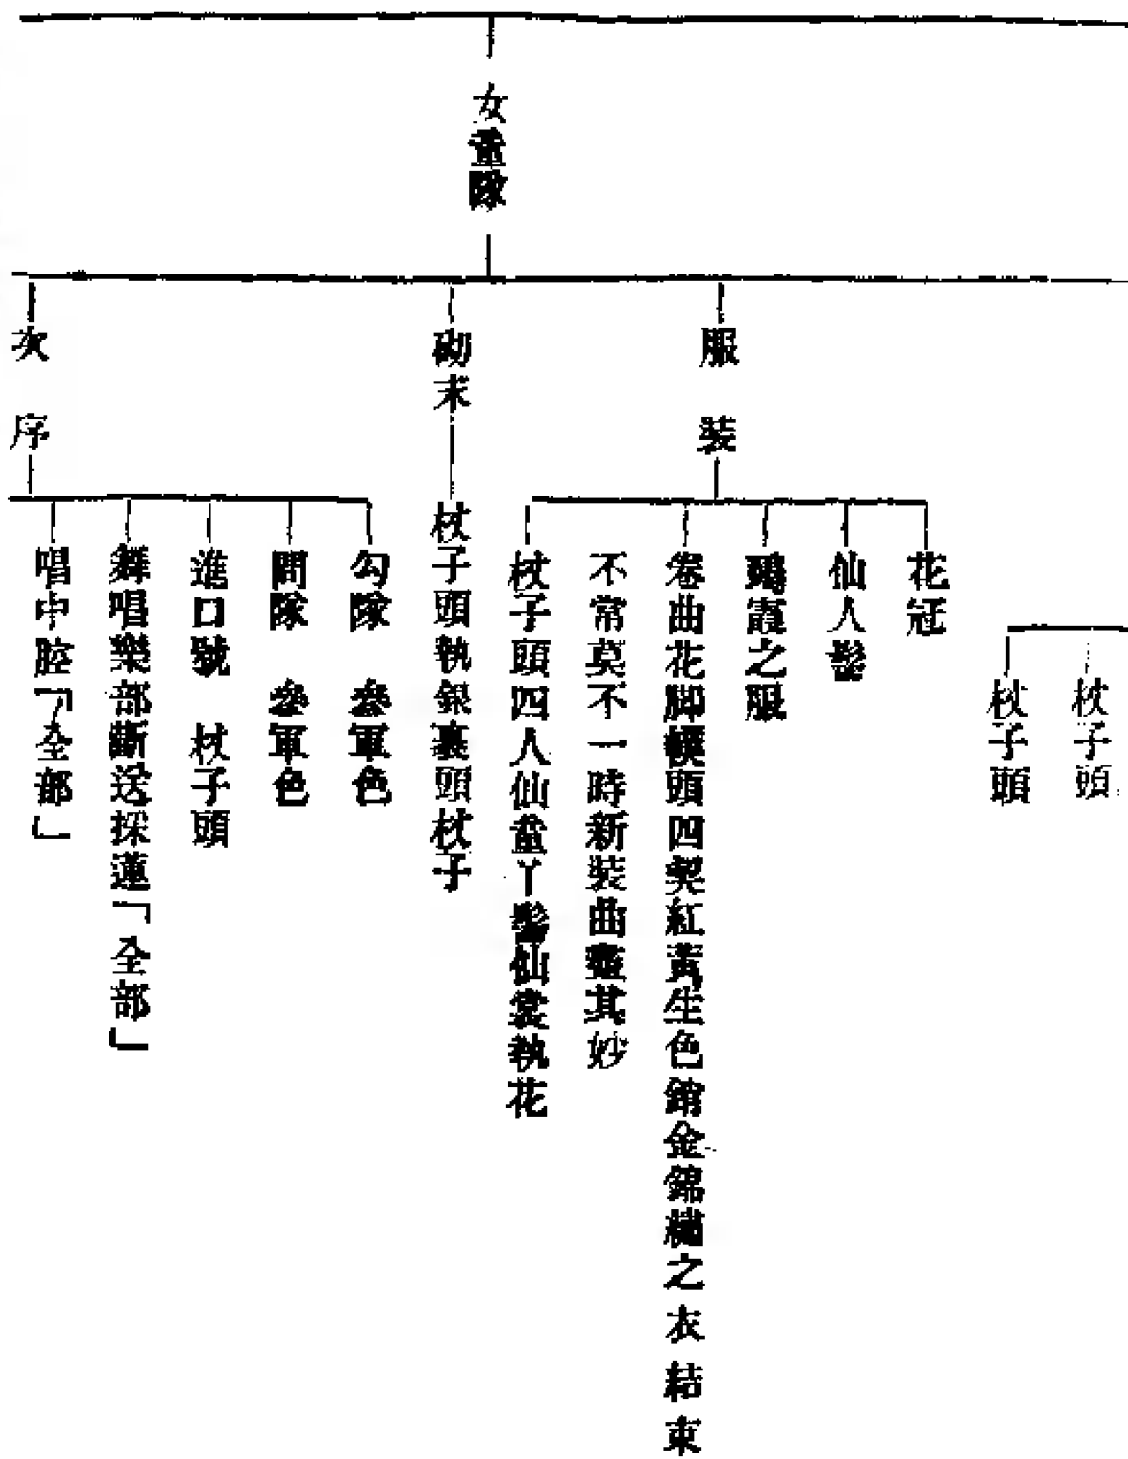 女童隊
杖子頭
杖子頭
服裝
花冠
仙人髻
鵶霞之服
卷曲花脚幞頭四契紅黃生色銷金錦繡之衣結束
不常莫不一時新裝曲盡其妙
杖子頭四人仙童丫髻仙裳執花
砌末
杖子頭執銀裹頭杖子
次序
勾隊 參軍色
問隊 參軍色
進口號 杖子頭
舞唱樂部斷送採蓮「全部」
唱中腔「全部」